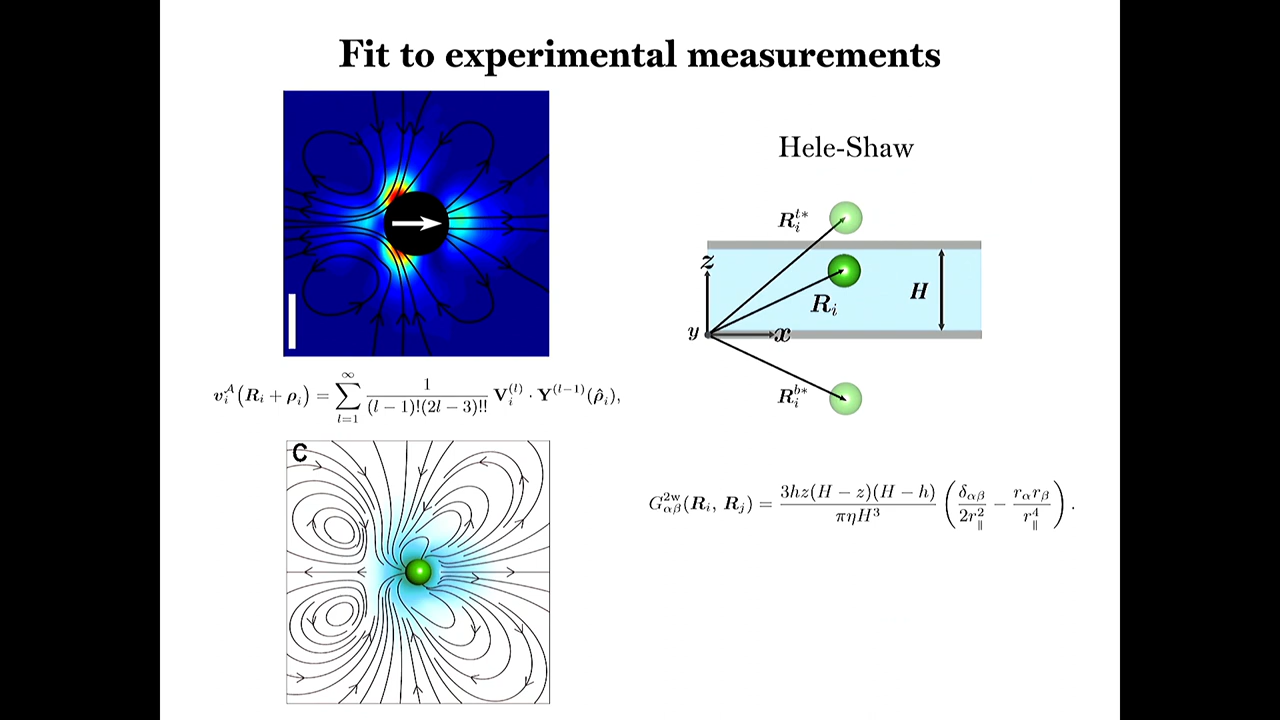 Fit to experimental measurements
Hele-Shaw
R_i^{t*}
z
H
R_i
y
x
R_i^{b*}
v_i^A(R_i + ρ_i) = ∑_{l=1}^{∞} 1/((l − 1)!(2l − 3)!!) V_i^{(l)} · Y^{(l−1)}(ρ̂_i),
C
G_{αβ}^{2w}(R_i, R_j) = 3hz(H − z)(H − h)/(πηH^3) (δ_{αβ}/(2r_∥^2) − r_α r_β/r_∥^4).